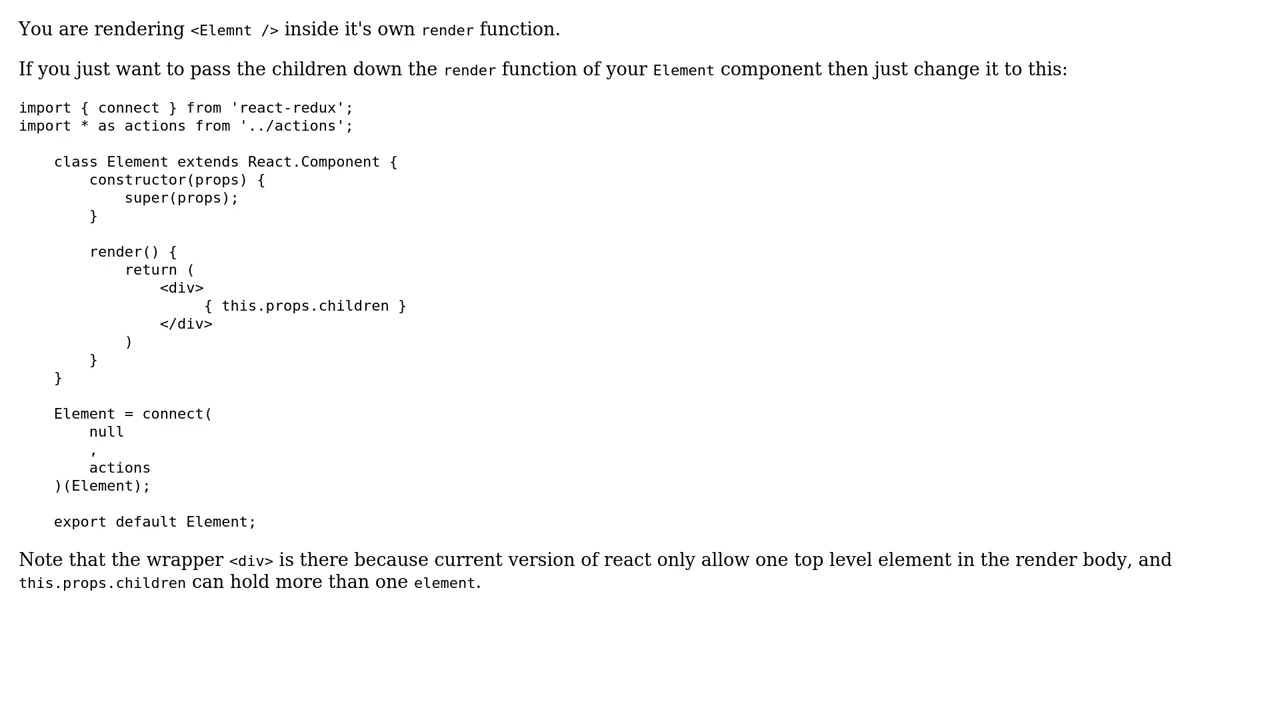 You are rendering <Elemnt /> inside it's own render function.
If you just want to pass the children down the render function of your Element component then just change it to this:
import { connect } from 'react-redux';
import * as actions from '../actions';
    class Element extends React.Component {
        constructor(props) {
            super(props);
        }
        render() {
            return (
                <div>
                     { this.props.children }
                </div>
            )
        }
    }
    Element = connect(
        null
        ,
        actions
    )(Element);
    export default Element;
Note that the wrapper <div> is there because current version of react only allow one top level element in the render body, and
this.props.children can hold more than one element.